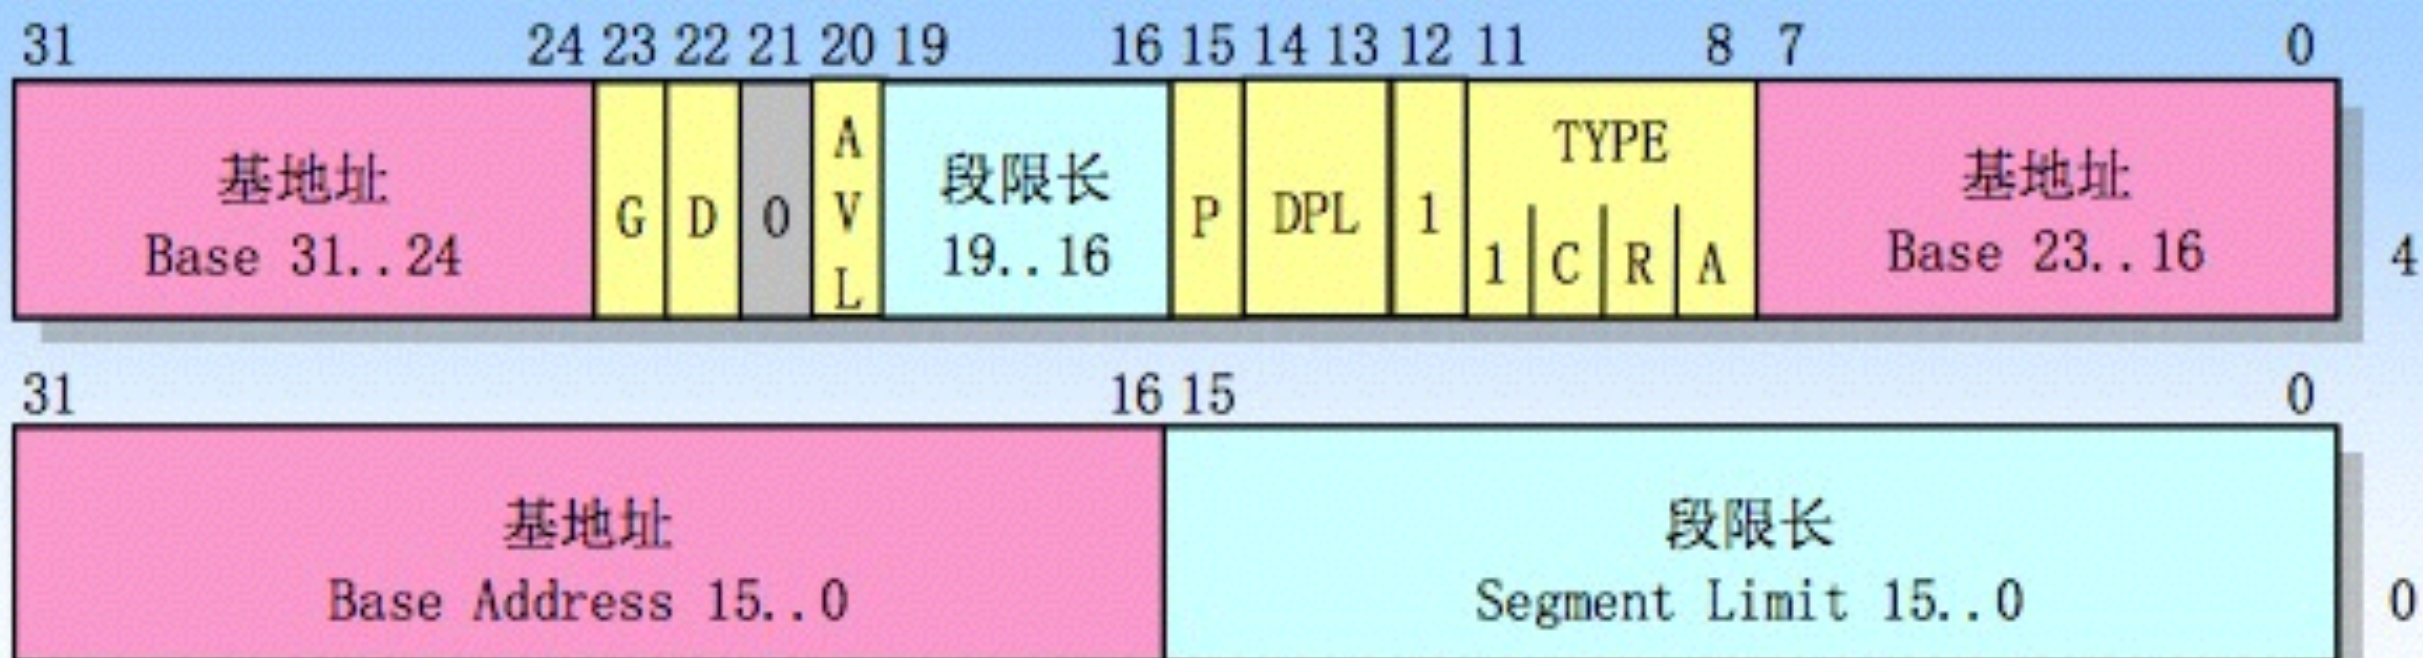 31 24 23 22 21 20 19 16 15 14 13 12 11 8 7 0
基地址
Base 31..24
G
D
0
A
V
L
段限长
19..16
P
DPL
1
TYPE
1 C R A
基地址
Base 23..16
4
31 16 15 0
基地址
Base Address 15..0
段限长
Segment Limit 15..0
0